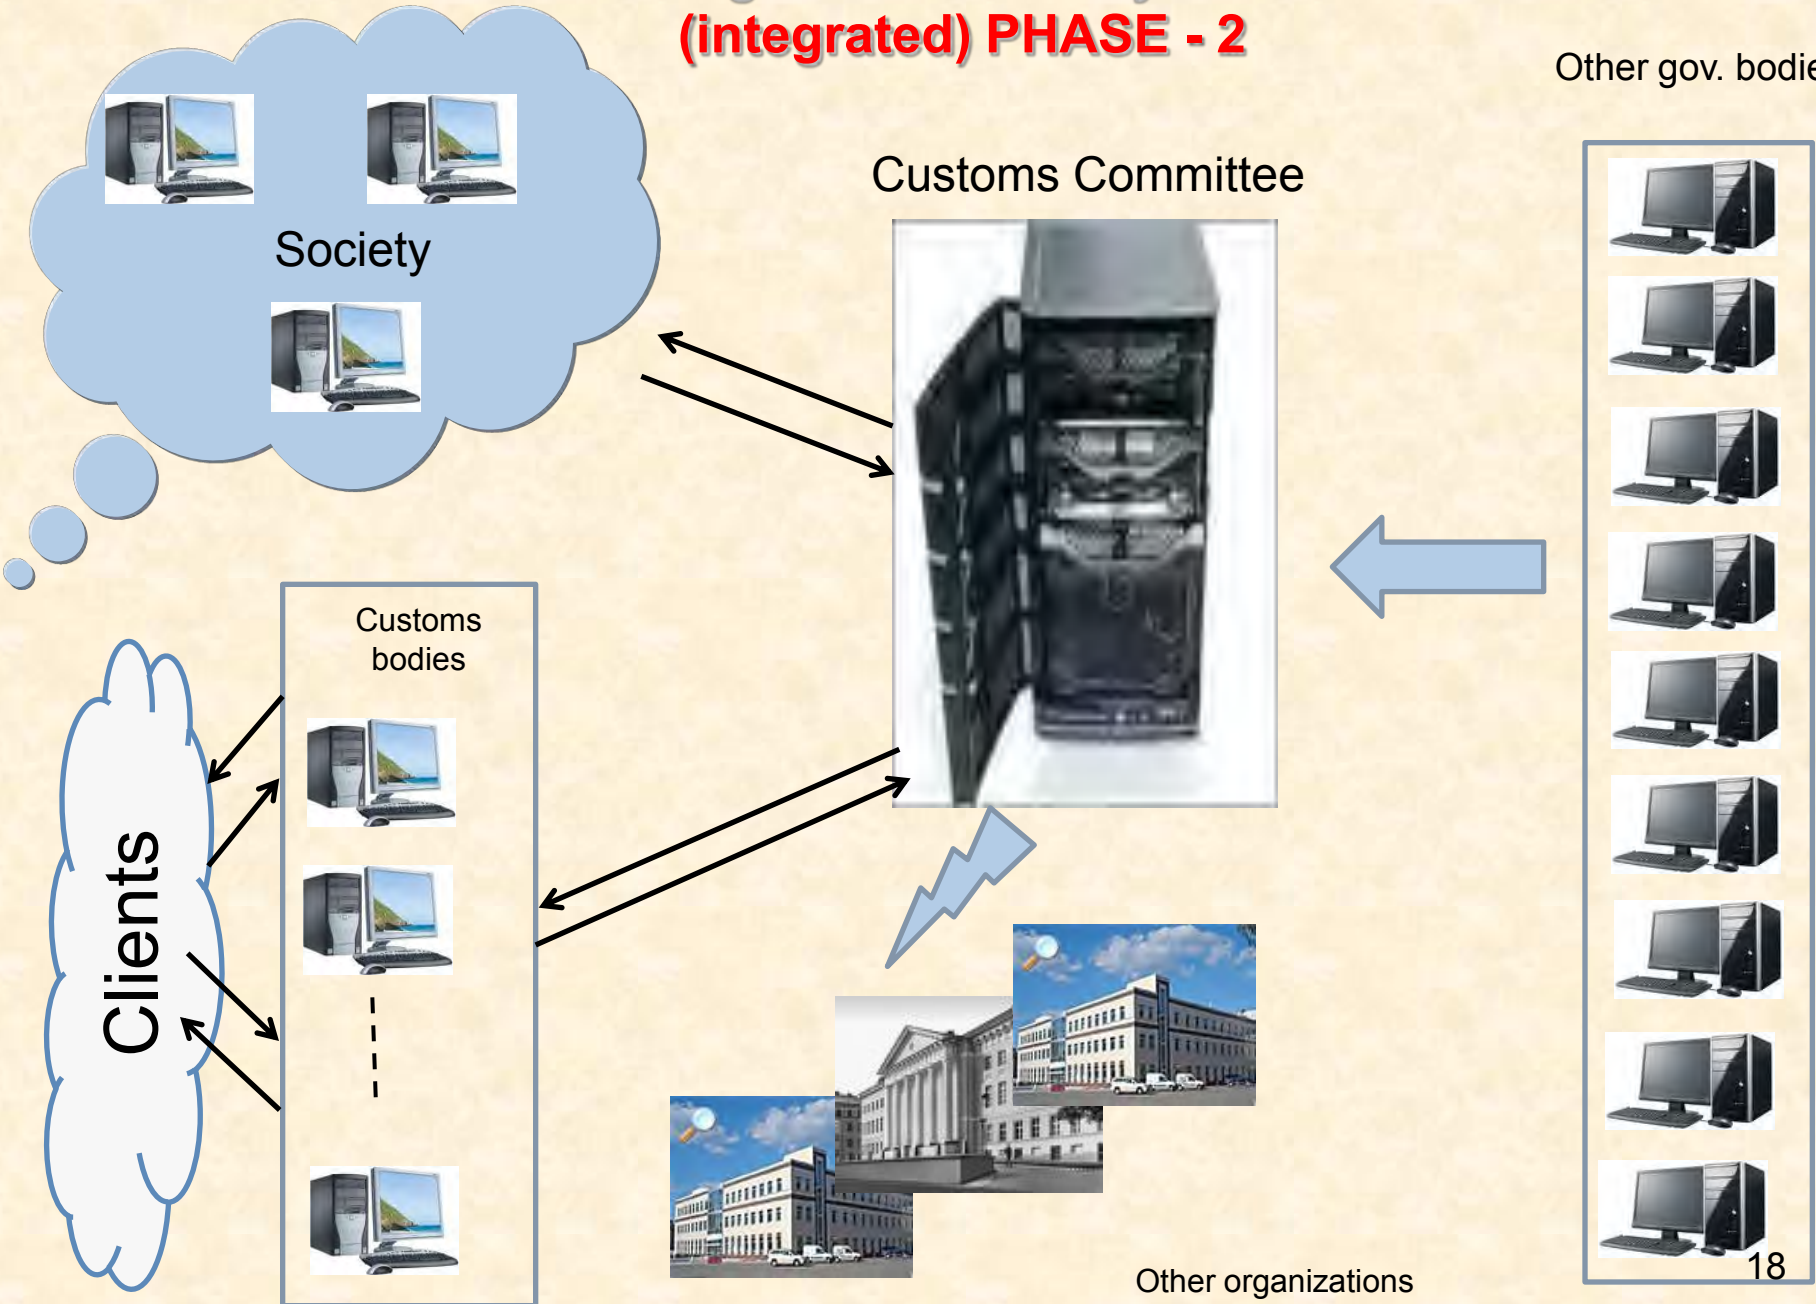 (integrated) PHASE - 2
Other gov. bodie
Customs Committee
Society
Customs
bodies
Clients
Other organizations
18